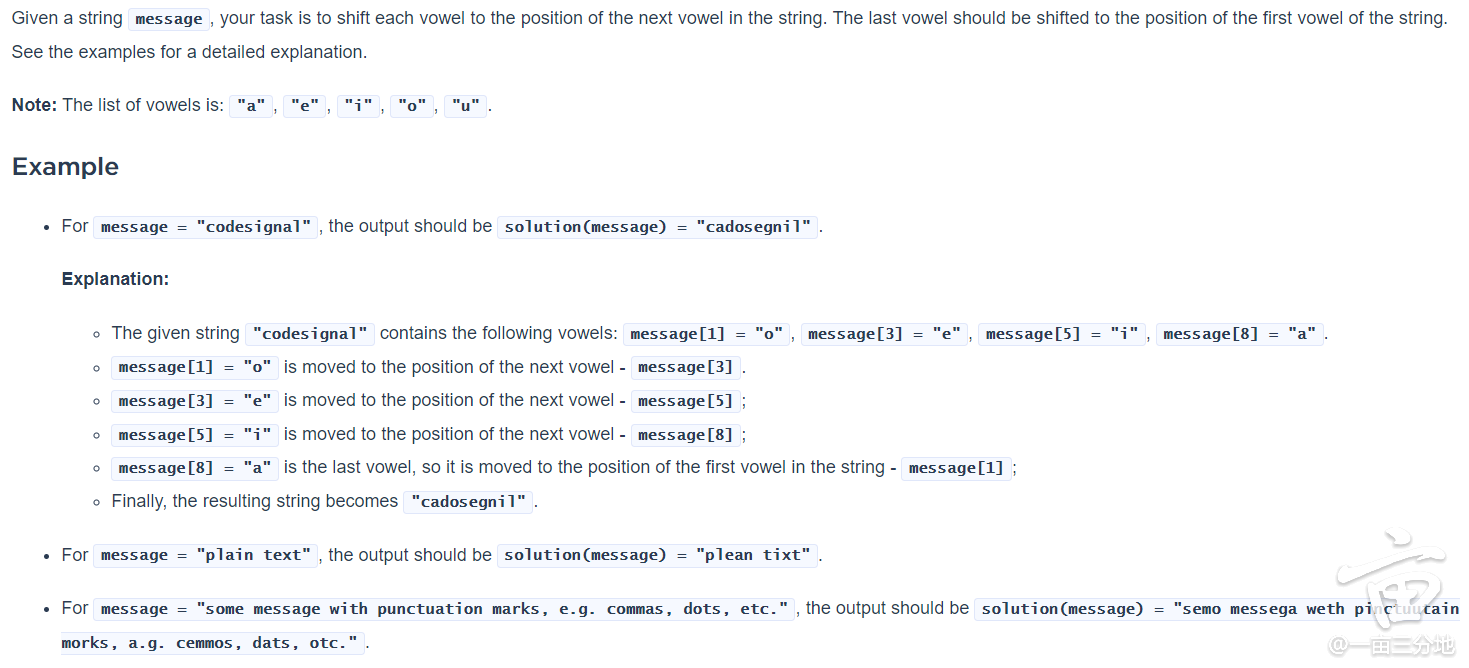 Given a string message, your task is to shift each vowel to the position of the next vowel in the string. The last vowel should be shifted to the position of the first vowel of the string.
See the examples for a detailed explanation.
Note: The list of vowels is: "a", "e", "i", "o", "u".
Example
• For message = "codesignal", the output should be solution(message) = "cadosegnil".
Explanation:
◦ The given string "codesignal" contains the following vowels: message[1] = "o", message[3] = "e", message[5] = "i", message[8] = "a".
◦ message[1] = "o" is moved to the position of the next vowel - message[3].
◦ message[3] = "e" is moved to the position of the next vowel - message[5];
◦ message[5] = "i" is moved to the position of the next vowel - message[8];
◦ message[8] = "a" is the last vowel, so it is moved to the position of the first vowel in the string - message[1];
◦ Finally, the resulting string becomes "cadosegnil".
• For message = "plain text", the output should be solution(message) = "plean tixt".
• For message = "some message with punctuation marks, e.g. commas, dots, etc.", the output should be solution(message) = "semo messega weth pinctuutain
morks, a.g. cemmos, dats, otc.".
亩
@一亩三分地